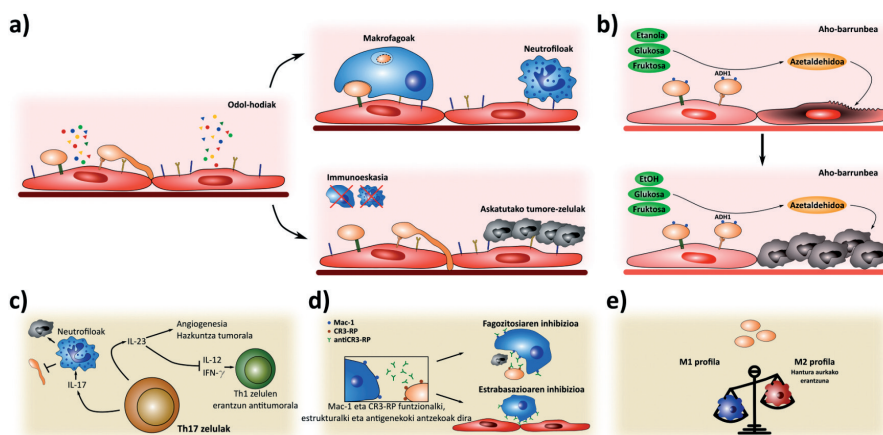 a)
Odol-hodiak
Makrofagoak
Neutrofiloak
Immunoeskasia
Askatutako tumore-zelulak
b)
Aho-barrunbea
Etanola
Glukosa
Fruktosa
ADH1
Azetaldehidoa
Aho-barrunbea
EtOH
Glukosa
Fruktosa
ADH1
Azetaldehidoa
c)
Neutrofiloak
IL-17
IL-23
Angiogenesia
Hazkuntza tumorala
IL-12
IFN-γ
Th1 zelulen
erantzun antitumorala
Th17 zelulak
d)
Mac-1
CR3-RP
antiCR3-RP
Mac-1 eta CR3-RP funtzionalki,
estrukturalki eta antigenekoki antzekoak dira
Fagozitosiaren inhibizioa
Estrabasazioaren inhibizioa
e)
M1 profila
M2 profila
Hantura aurkako
erantzuna